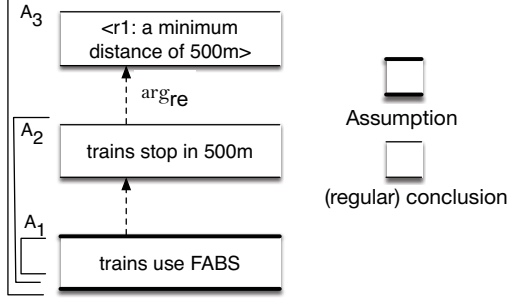 A3
<r1: a minimum
distance of 500m>
argre
A2
trains stop in 500m
A1
trains use FABS
Assumption
(regular) conclusion